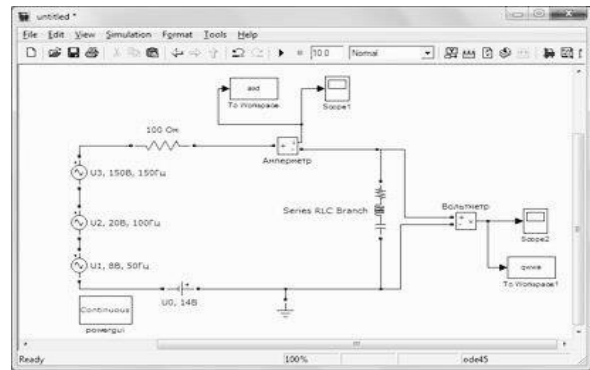 untitled *
File Edit View Simulation Format Tools Help
10.0 Normal
asd
To Workspace
Scope1
100 Ом
Амперметр
U3, 150В, 150Гц
U2, 20В, 100Гц
U1, 8В, 50Гц
U0, 14В
Series RLC Branch
Вольтметр
Scope2
To Workspace1
Continuous
powergui
Ready 100% ode45